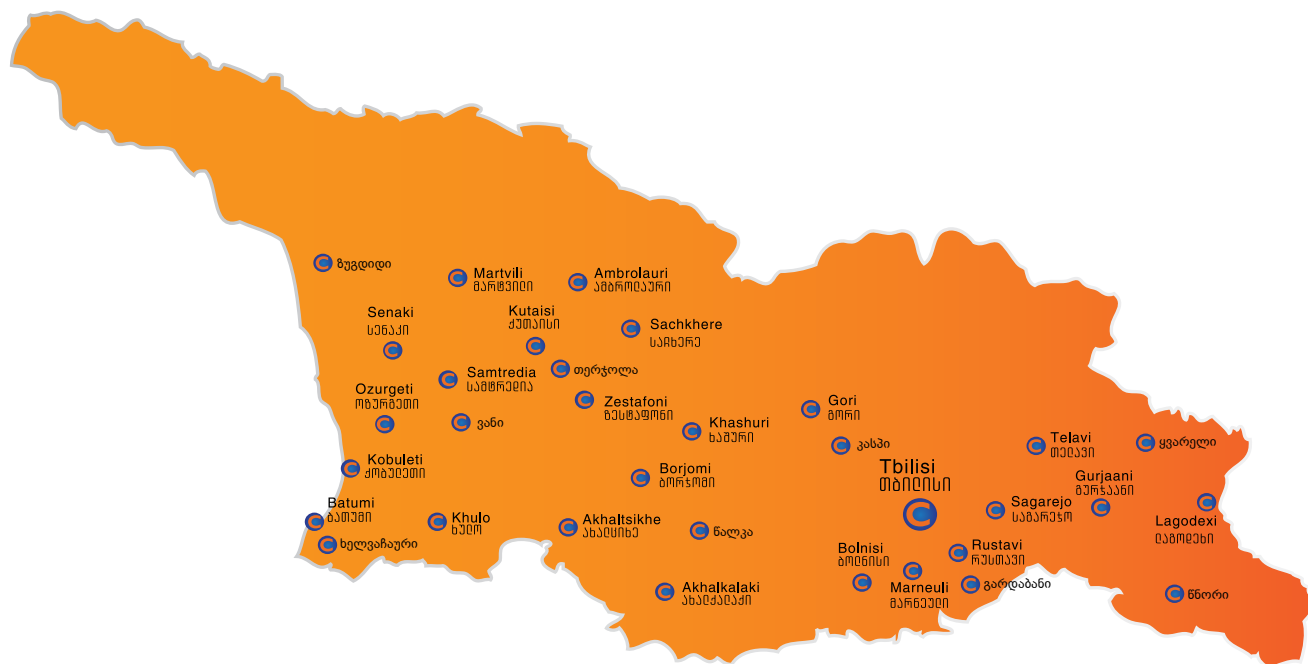 ზუგდიდი
Martvili
მარტვილი
Ambrolauri
ამბროლაური
Senaki
სენაკი
Kutaisi
ქუთაისი
Sachkhere
საჩხერე
თერჯოლა
Samtredia
სამტრედია
Ozurgeti
ოზურგეთი
Zestafoni
ზესტაფონი
ვანი
Khashuri
ხაშური
Gori
გორი
კასპი
Telavi
თელავი
ყვარელი
Kobuleti
ქობულეთი
Borjomi
ბორჯომი
Tbilisi
თბილისი
Gurjaani
გურჯაანი
Batumi
ბათუმი
Khulo
ხულო
Akhaltsikhe
ახალციხე
წალკა
Sagarejo
საგარეჯო
Lagodexi
ლაგოდეხი
ხელვაჩაური
Bolnisi
ბოლნისი
Rustavi
რუსთავი
Akhalkalaki
ახალქალაქი
Marneuli
მარნეული
გარდაბანი
წნორი